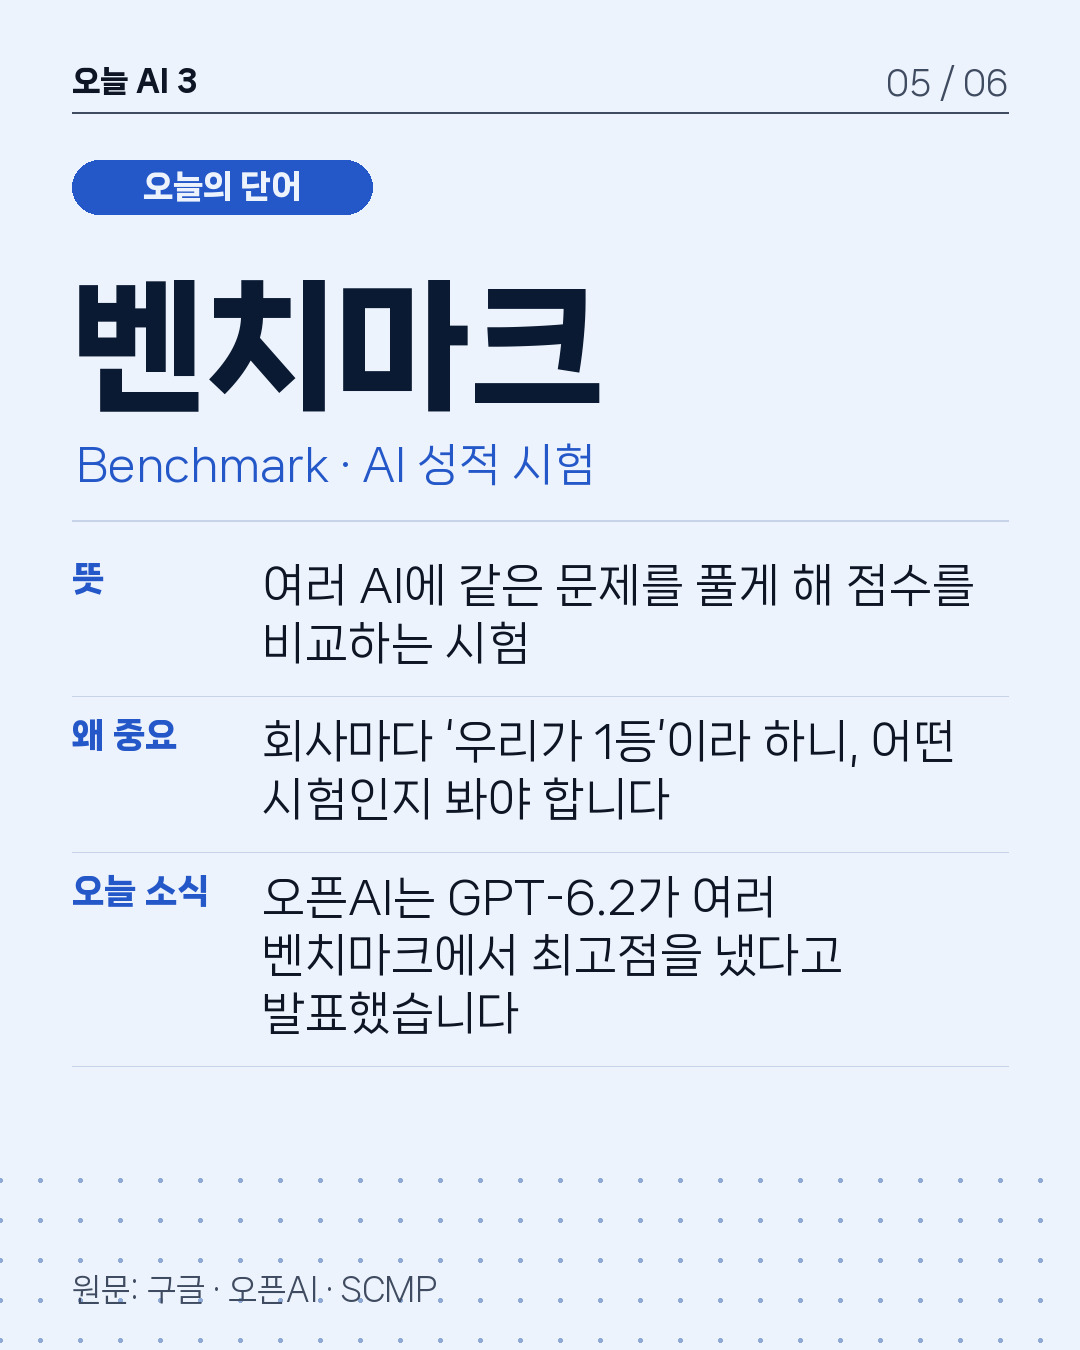 오늘 AI 3
05 / 06
오늘의 단어
벤치마크
Benchmark · AI 성적 시험
뜻
여러 AI에 같은 문제를 풀게 해 점수를
비교하는 시험
왜 중요
회사마다 ‘우리가 1등’이라 하니, 어떤
시험인지 봐야 합니다
오늘 소식
오픈AI는 GPT-6.2가 여러
벤치마크에서 최고점을 냈다고
발표했습니다
원문: 구글 · 오픈AI · SCMP